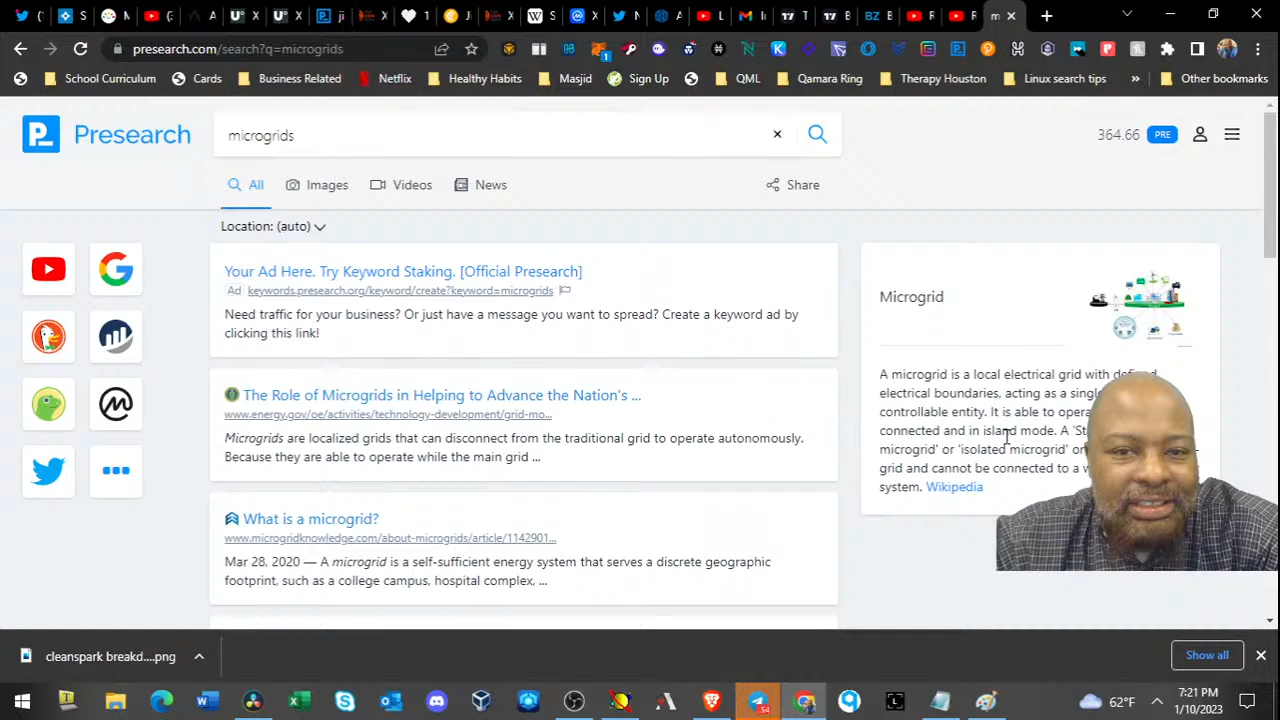 presearch.com/search?q=microgrids
School Curriculum
Cards
Business Related
Netflix
Healthy Habits
Masjid
Sign Up
QML
Qamara Ring
Therapy Houston
Linux search tips
»
Other bookmarks
Presearch
microgrids
364.66 PRE
All
Images
Videos
News
Share
Location: (auto)
Your Ad Here. Try Keyword Staking. [Official Presearch]
Ad keywords.presearch.org/keyword/create?keyword=microgrids
Need traffic for your business? Or just have a message you want to spread? Create a keyword ad by
clicking this link!
The Role of Microgrids in Helping to Advance the Nation's ...
www.energy.gov/oe/activities/technology-development/grid-mo...
Microgrids are localized grids that can disconnect from the traditional grid to operate autonomously.
Because they are able to operate while the main grid ...
What is a microgrid?
www.microgridknowledge.com/about-microgrids/article/1142901...
Mar 28, 2020 — A microgrid is a self-sufficient energy system that serves a discrete geographic
footprint, such as a college campus, hospital complex, ...
Microgrid
A microgrid is a local electrical grid with defined
electrical boundaries, acting as a single
controllable entity. It is able to
connected and in island mode. A
microgrid' or 'isolated microgrid'
grid and cannot be connected to a
system. Wikipedia
cleanspark breakd....png
Show all
54
62°F
7:21 PM
1/10/2023